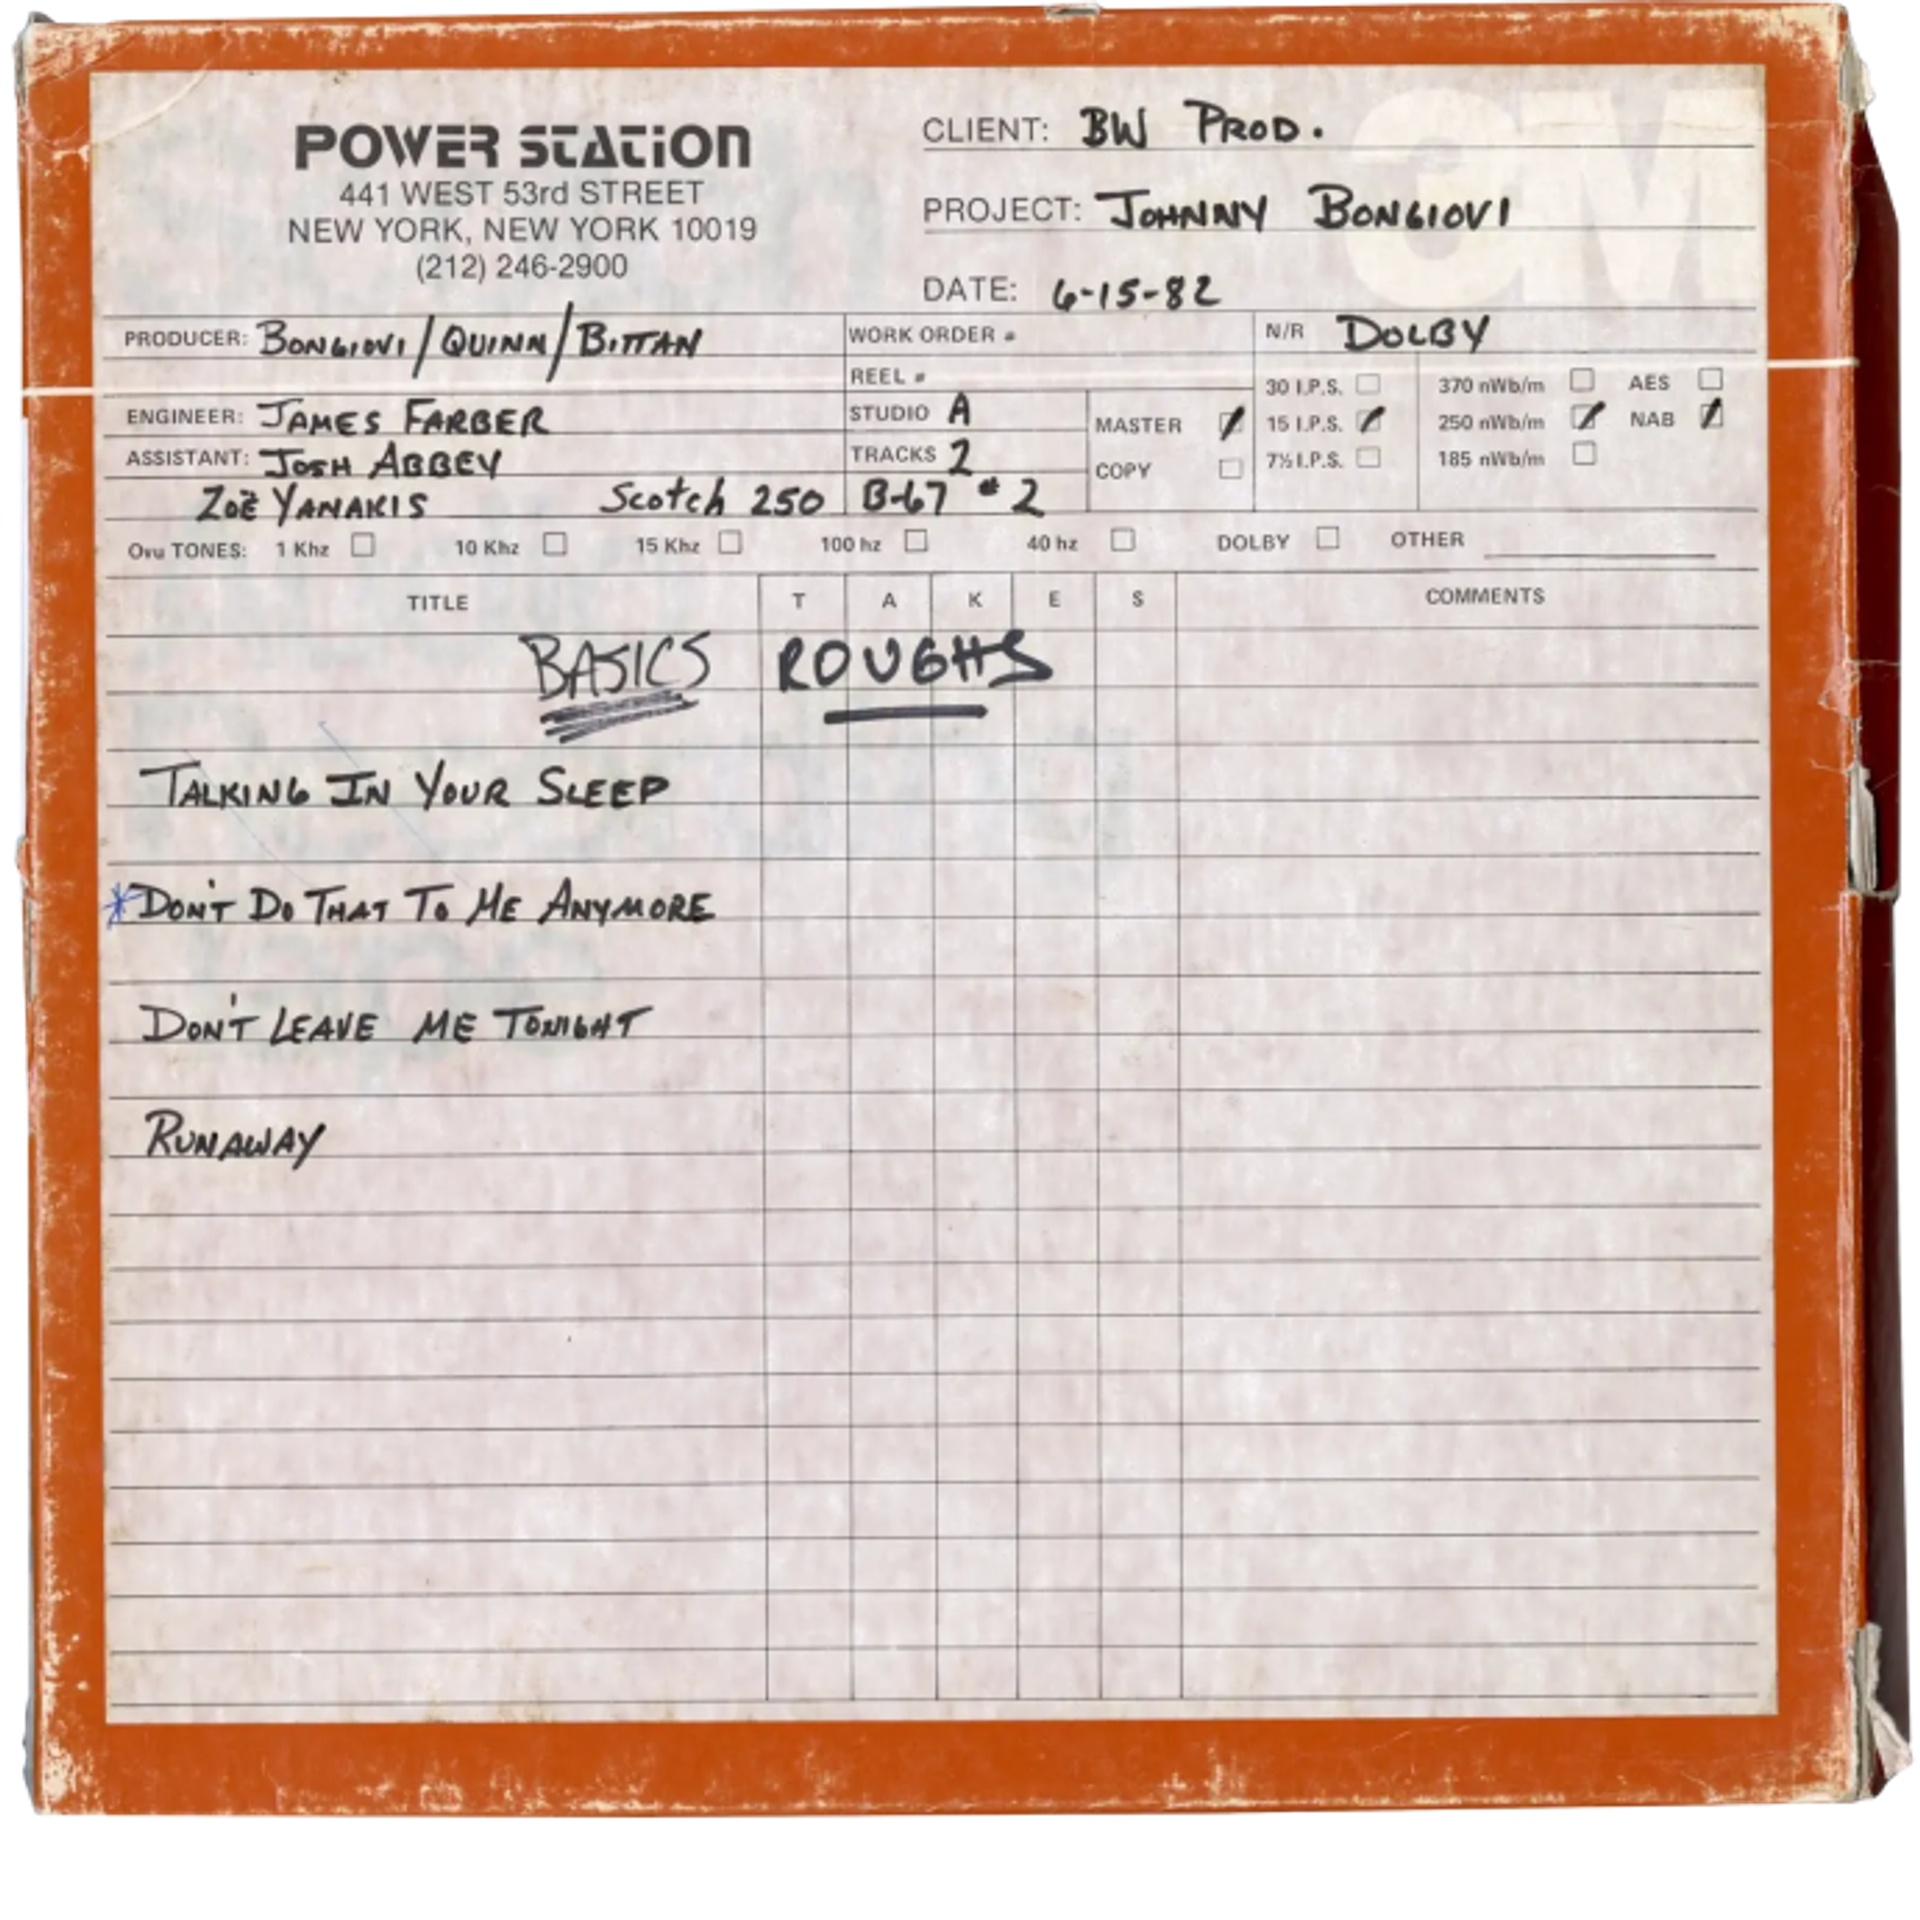 3M
POWER STATION
441 WEST 53rd STREET
NEW YORK, NEW YORK 10019
(212) 246-2900
CLIENT: BW PROD.
PROJECT: JOHNNY BONGIOVI
DATE: 6-15-82
PRODUCER: BONGIOVI/QUINN/BITTAN
WORK ORDER #
N/R DOLBY
REEL #
30 I.P.S. 370 nWb/m AES
ENGINEER: JAMES FARBER
STUDIO A
MASTER 15 I.P.S. 250 nWb/m NAB
ASSISTANT: JOSH ABBEY
TRACKS 2
COPY 7½ I.P.S. 185 nWb/m
ZOË YANAKIS Scotch 250 B-67 #2
Ovu TONES: 1 Khz 10 Khz 15 Khz 100 hz 40 hz DOLBY OTHER
TITLE T A K E S COMMENTS
BASICS ROUGHS
TALKING IN YOUR SLEEP
*DON'T DO THAT TO ME ANYMORE
DON'T LEAVE ME TONIGHT
RUNAWAY